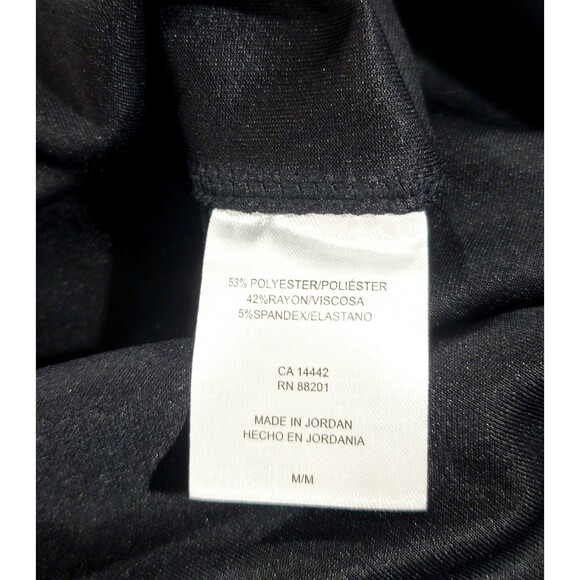 53% POLYESTER/POLIÉSTER
42%RAYON/VISCOSA
5%SPANDEX/ELASTANO
CA 14442
RN 88201
MADE IN JORDAN
HECHO EN JORDANIA
M/M